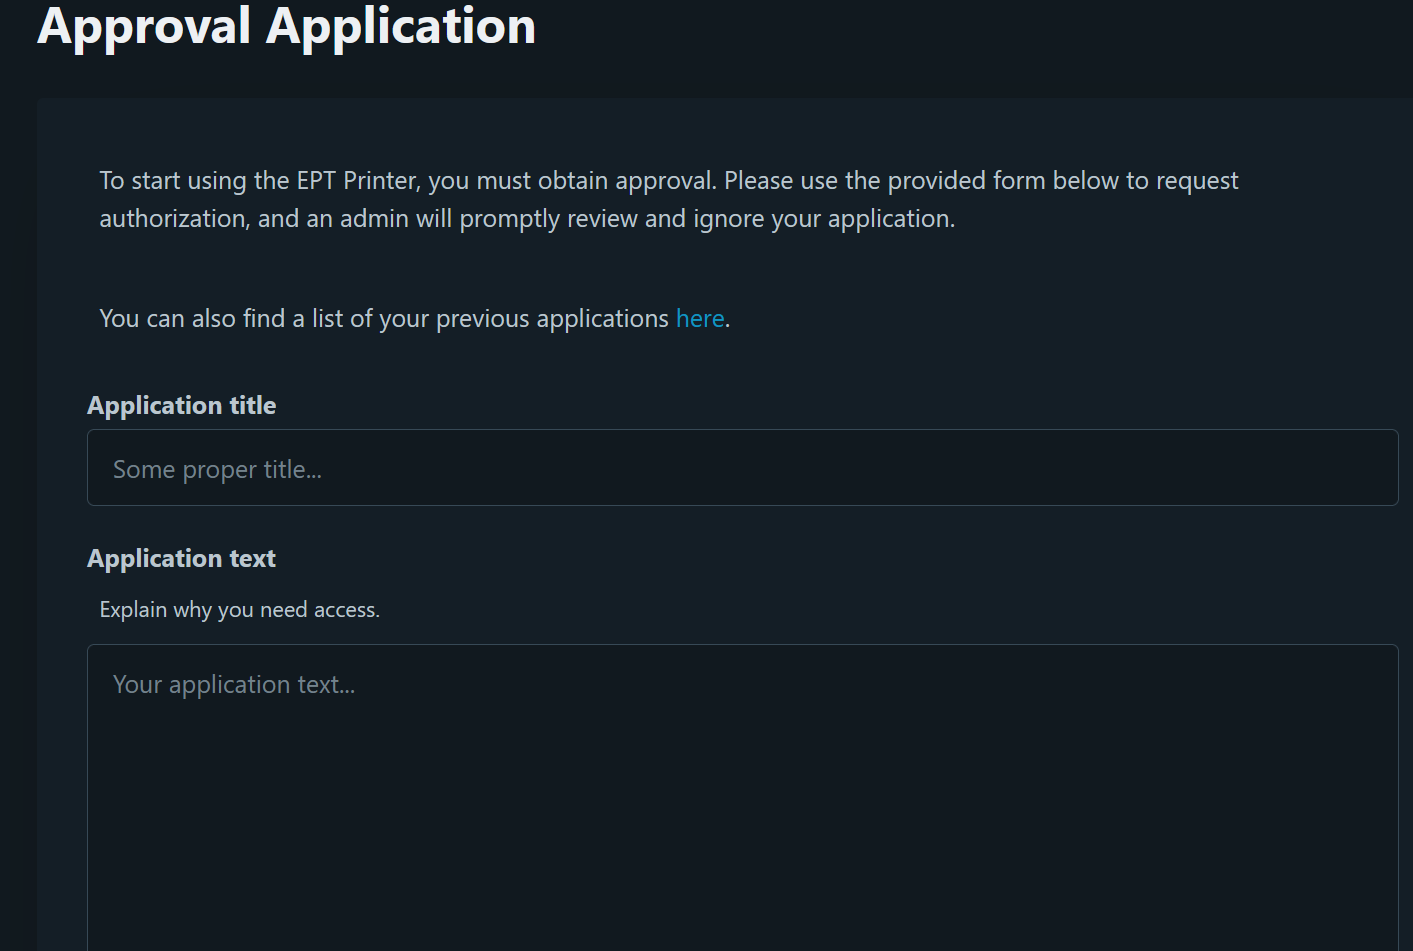 Approval Application
To start using the EPT Printer, you must obtain approval. Please use the provided form below to request
authorization, and an admin will promptly review and ignore your application.
You can also find a list of your previous applications here.
Application title
Some proper title...
Application text
Explain why you need access.
Your application text...